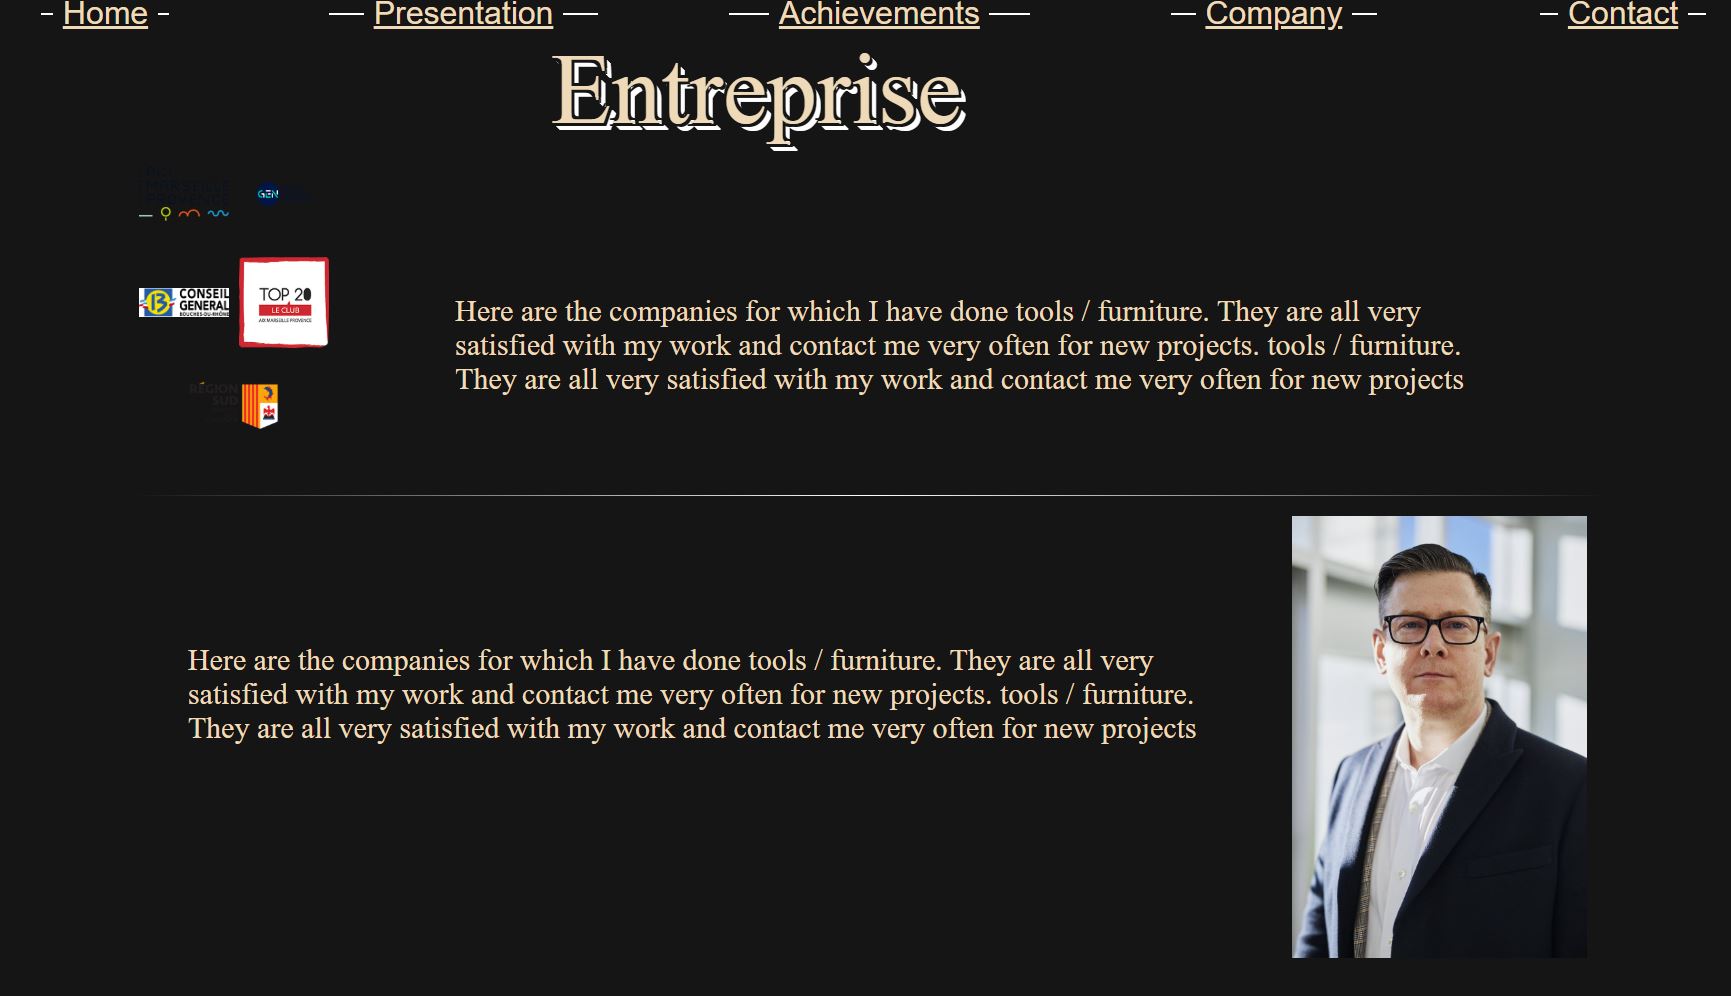 Home
Presentation
Achievements
Company
Contact
Entreprise
MARSEILLE
PROVENCE
GEN
13 CONSEIL
GENERAL
BOUCHES-DU-RHÔNE
TOP 20
LE CLUB
AIX MARSEILLE PROVENCE
RÉGION
SUD
Here are the companies for which I have done tools / furniture. They are all very
satisfied with my work and contact me very often for new projects. tools / furniture.
They are all very satisfied with my work and contact me very often for new projects
Here are the companies for which I have done tools / furniture. They are all very
satisfied with my work and contact me very often for new projects. tools / furniture.
They are all very satisfied with my work and contact me very often for new projects